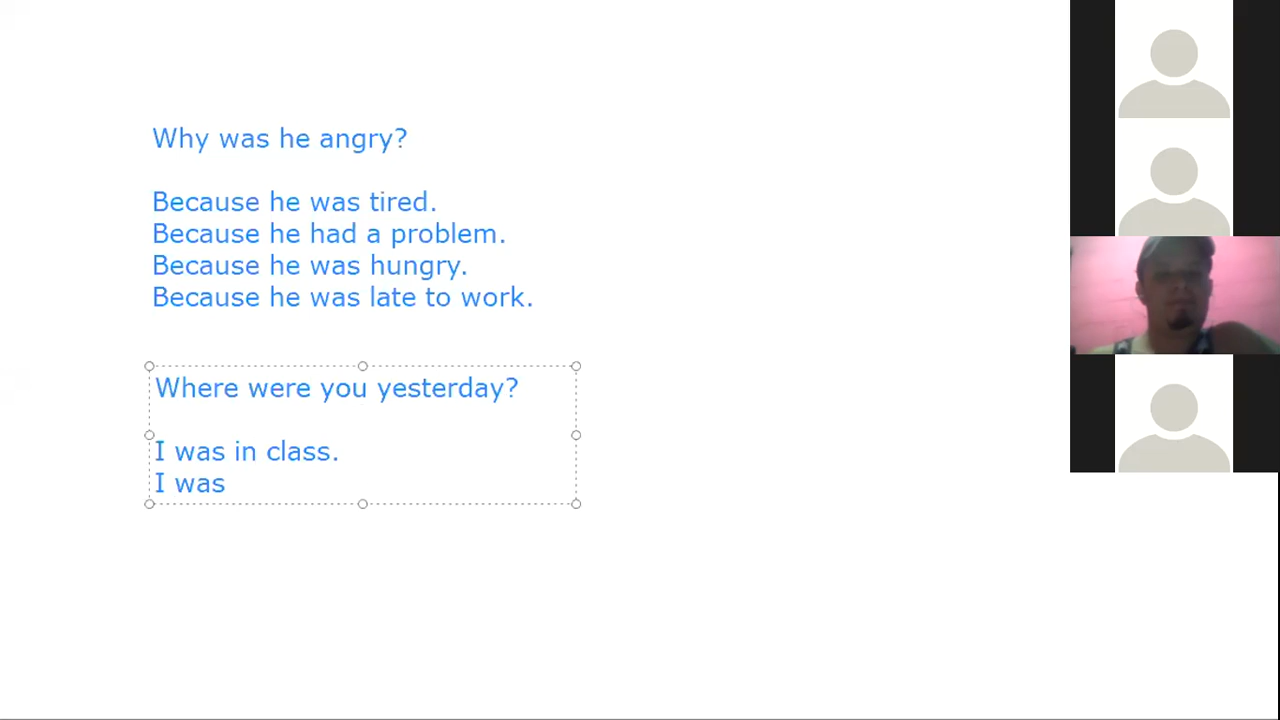 Why was he angry?
Because he was tired.
Because he had a problem.
Because he was hungry.
Because he was late to work.
Where were you yesterday?
I was in class.
I was